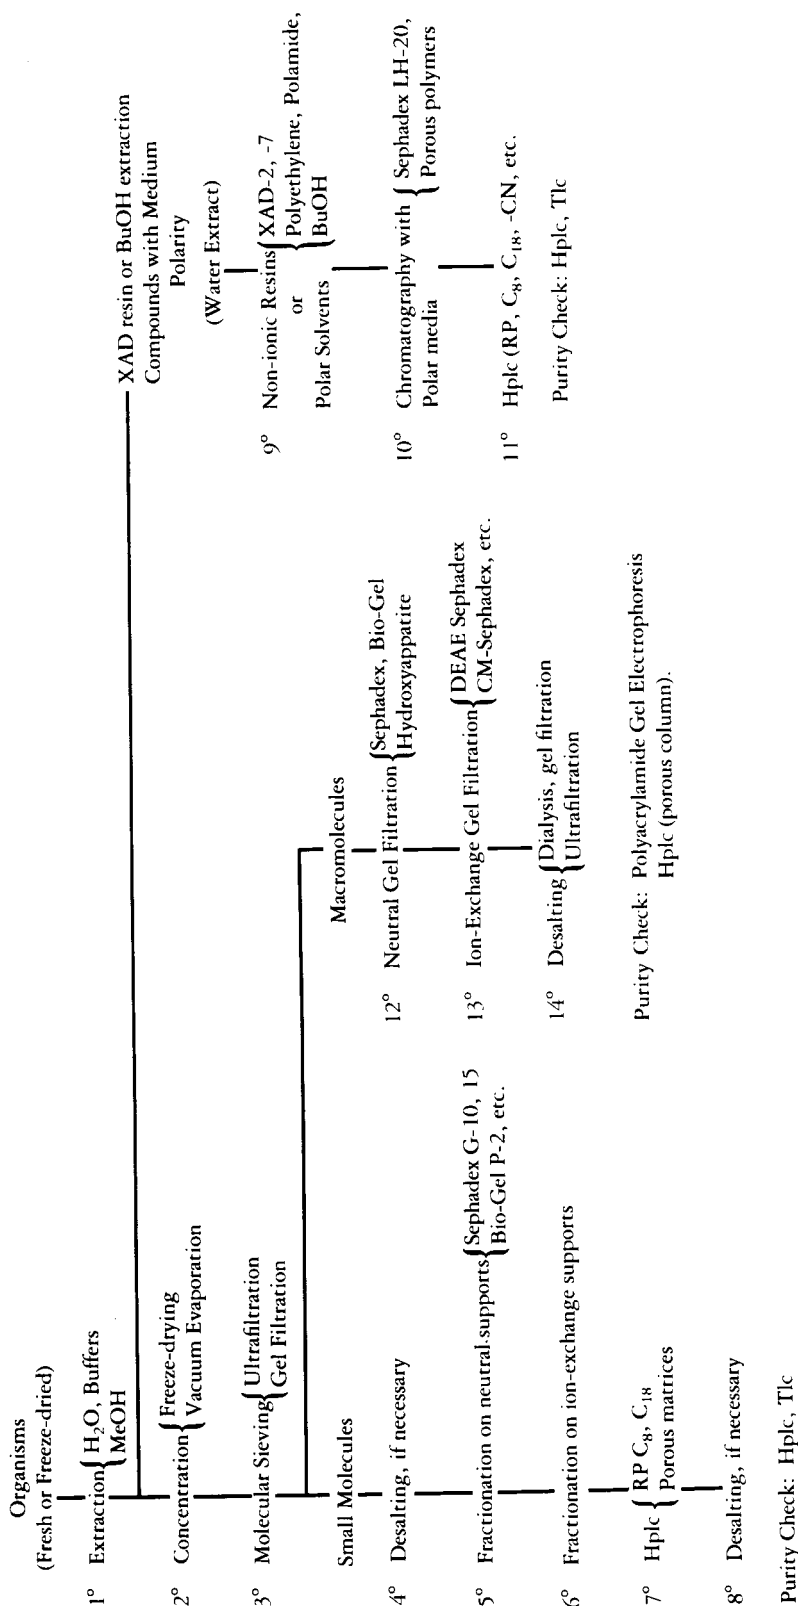 Organisms
(Fresh or Freeze-dried)
1° Extraction { H₂O, Buffers
MeOH
2° Concentration { Freeze-drying
Vacuum Evaporation
3° Molecular Sieving { Ultrafiltration
Gel Filtration
Small Molecules
4° Desalting, if necessary
5° Fractionation on neutral supports { Sephadex G-10, 15
Bio-Gel P-2, etc.
6° Fractionation on ion-exchange supports
7° Hplc { RP C₈, C₁₈
Porous matrices
8° Desalting, if necessary
Purity Check: Hplc, Tlc
Macromolecules
12° Neutral Gel Filtration { Sephadex, Bio-Gel
Hydroxyappatite
13° Ion-Exchange Gel Filtration { DEAE Sephadex
CM-Sephadex, etc.
14° Desalting { Dialysis, gel filtration
Ultrafiltration
Purity Check: Polyacrylamide Gel Electrophoresis
Hplc (porous column).
XAD resin or BuOH extraction
Compounds with Medium
Polarity
(Water Extract)
9° Non-ionic Resins { XAD-2, -7
or Polyethylene, Polamide,
Polar Solvents BuOH
10° Chromatography with { Sephadex LH-20,
Polar media Porous polymers
11° Hplc (RP, C₈, C₁₈, -CN, etc.
Purity Check: Hplc, Tlc